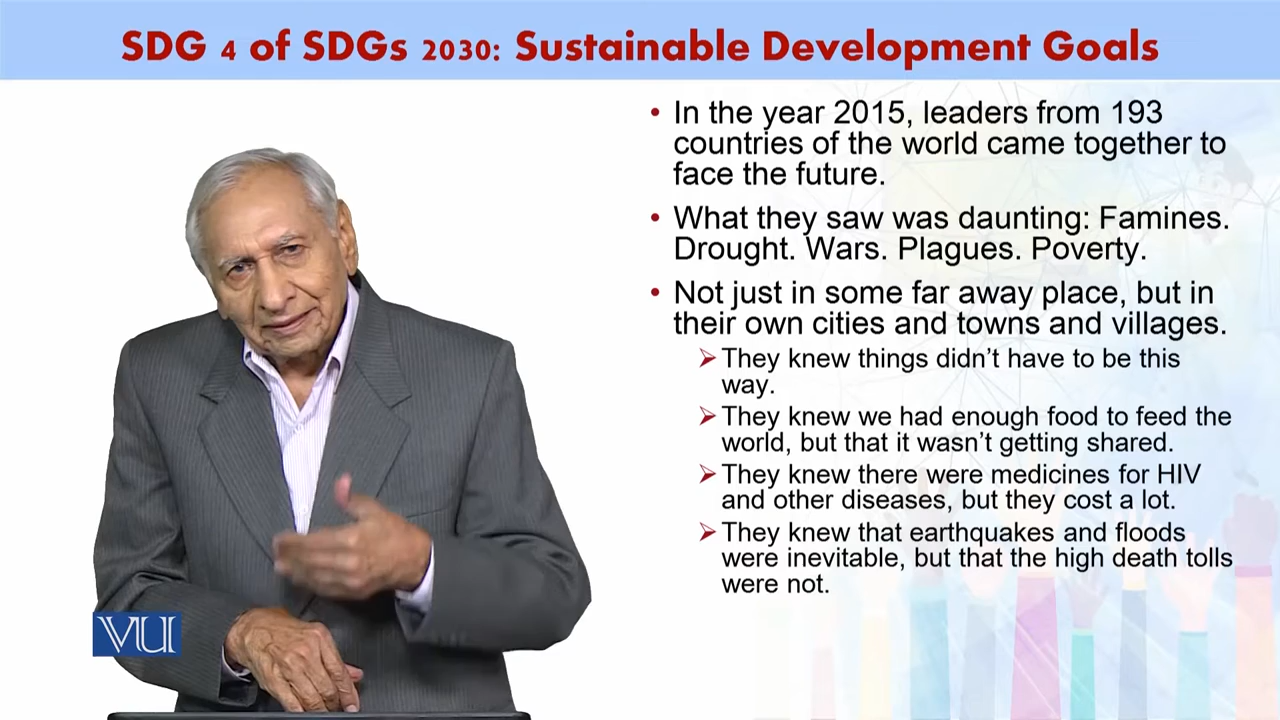 SDG 4 of SDGs 2030: Sustainable Development Goals
• In the year 2015, leaders from 193
countries of the world came together to
face the future.
• What they saw was daunting: Famines.
Drought. Wars. Plagues. Poverty.
• Not just in some far away place, but in
their own cities and towns and villages.
➢They knew things didn’t have to be this
way.
➢They knew we had enough food to feed the
world, but that it wasn’t getting shared.
➢They knew there were medicines for HIV
and other diseases, but they cost a lot.
➢They knew that earthquakes and floods
were inevitable, but that the high death tolls
were not.
VU